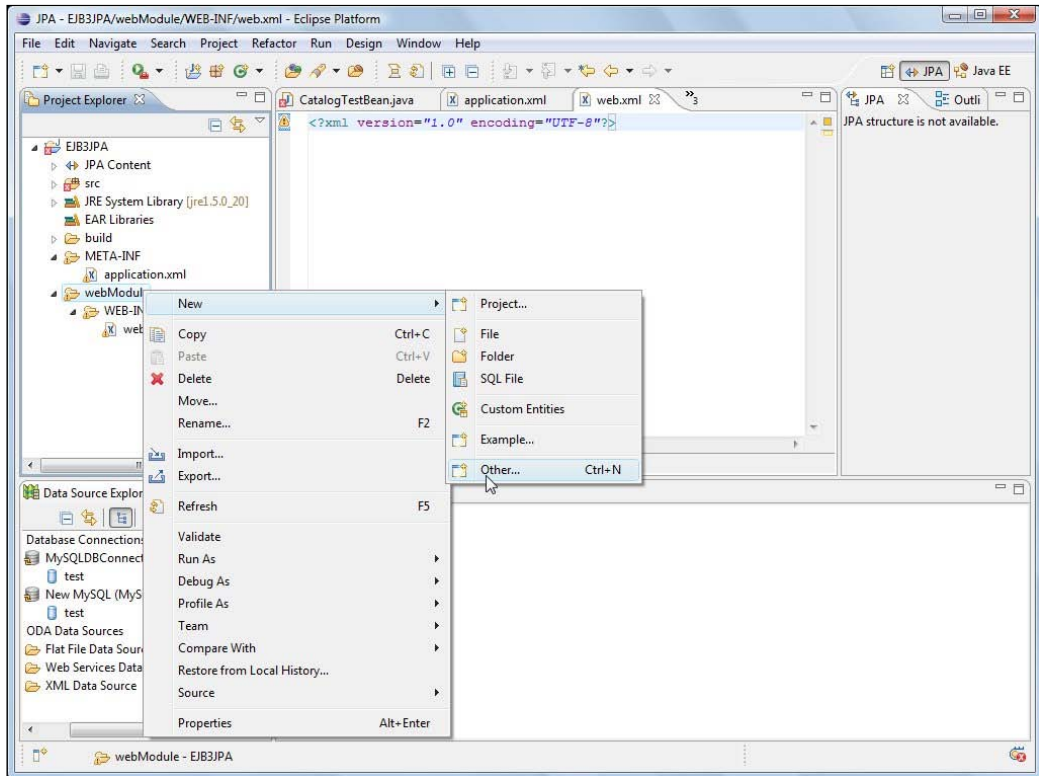 JPA - EJB3JPA/webModule/WEB-INF/web.xml - Eclipse Platform
File Edit Navigate Search Project Refactor Run Design Window Help
JPA Java EE
Project Explorer
CatalogTestBean.java application.xml web.xml »3
JPA Outli
<?xml version="1.0" encoding="UTF-8"?>
JPA structure is not available.
EJB3JPA
JPA Content
src
JRE System Library [jre1.5.0_20]
EAR Libraries
build
META-INF
application.xml
webModule
WEB-IN
web
New
Copy Ctrl+C
Paste Ctrl+V
Delete Delete
Move...
Rename... F2
Import...
Export...
Refresh F5
Validate
Run As
Debug As
Profile As
Team
Compare With
Restore from Local History...
Source
Properties Alt+Enter
Project...
File
Folder
SQL File
Custom Entities
Example...
Other... Ctrl+N
Data Source Explor
Database Connections
MySQLDBConnect
test
New MySQL (MyS
test
ODA Data Sources
Flat File Data Sour
Web Services Data
XML Data Source
webModule - EJB3JPA